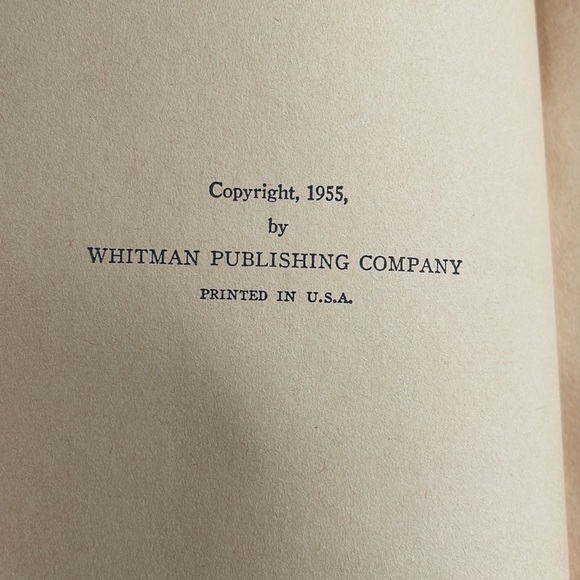 Copyright, 1955,
by
WHITMAN PUBLISHING COMPANY
PRINTED IN U.S.A.